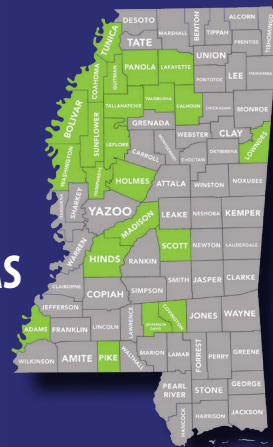 DESOTO
MARSHALL
BENTON
ALCORN
TIPPAH
PRENTISS
TISHOMINGO
TUNICA
TATE
UNION
COAHOMA
QUITMAN
PANOLA
LAFAYETTE
PONTOTOC
LEE
ITAWAMBA
BOLIVAR
SUNFLOWER
TALLAHATCHIE
YALOBUSHA
CALHOUN
CHICKASAW
MONROE
GRENADA
WASHINGTON
LEFLORE
CARROLL
MONTGOMERY
WEBSTER
CLAY
LOWNDES
CHOCTAW
OKTIBBEHA
HUMPHREYS
HOLMES
ATTALA
WINSTON
NOXUBEE
SHARKEY
YAZOO
MADISON
LEAKE
NESHOBA
KEMPER
WARREN
HINDS
RANKIN
SCOTT
NEWTON
LAUDERDALE
AS
CLAIBORNE
COPIAH
SIMPSON
SMITH
JASPER
CLARKE
JEFFERSON
ADAMS
FRANKLIN
LINCOLN
LAWRENCE
JEFFERSON
DAVIS
COVINGTON
JONES
WAYNE
WILKINSON
AMITE
PIKE
WALTHALL
MARION
LAMAR
FORREST
PERRY
GREENE
PEARL
RIVER
STONE
GEORGE
HANCOCK
HARRISON
JACKSON